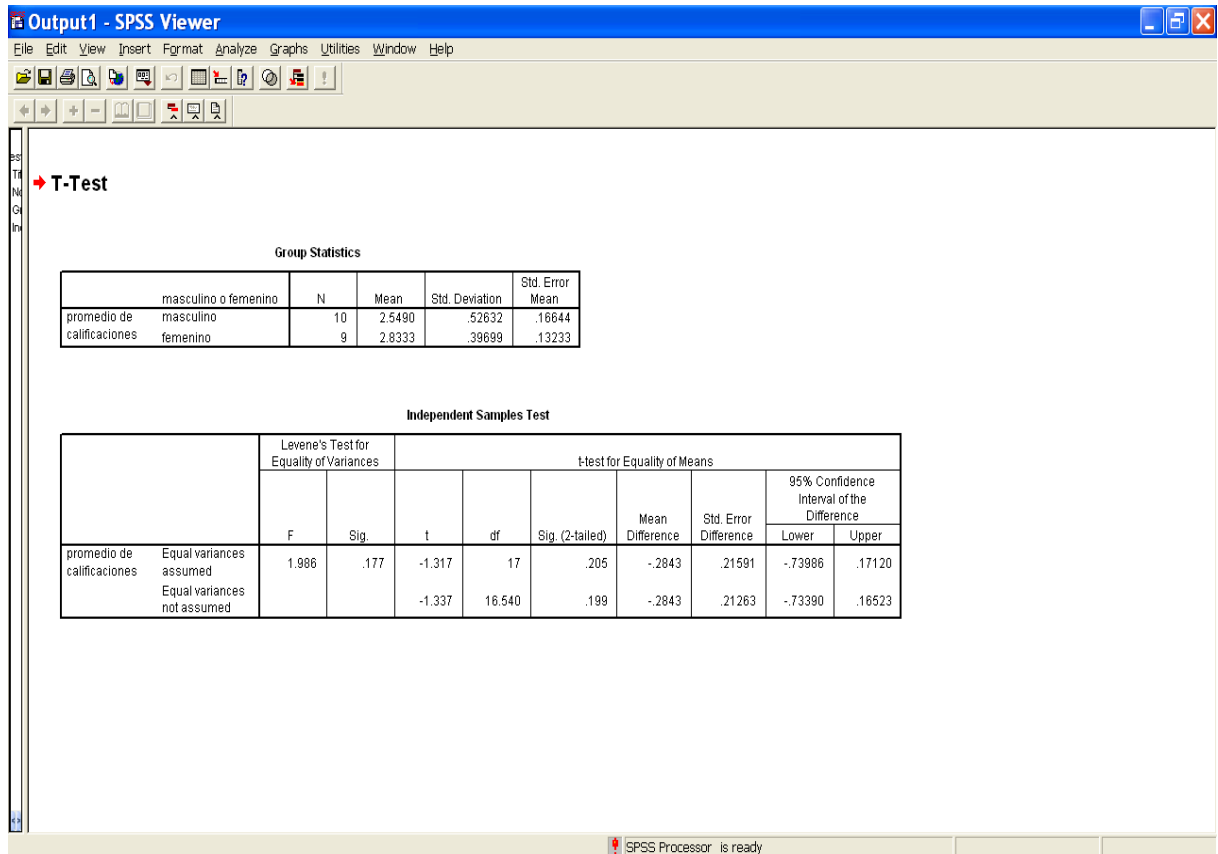 Output1 - SPSS Viewer
File Edit View Insert Format Analyze Graphs Utilities Window Help
T-Test
Group Statistics
masculino o femenino N Mean Std. Deviation Std. Error Mean
promedio de calificaciones masculino 10 2.5490 .52632 .16644
femenino 9 2.8333 .39699 .13233
Independent Samples Test
Levene's Test for Equality of Variances t-test for Equality of Means
95% Confidence Interval of the Difference
F Sig. t df Sig. (2-tailed) Mean Difference Std. Error Difference Lower Upper
promedio de calificaciones Equal variances assumed 1.986 .177 -1.317 17 .205 -.2843 .21591 -.73986 .17120
Equal variances not assumed -1.337 16.540 .199 -.2843 .21263 -.73390 .16523
SPSS Processor is ready